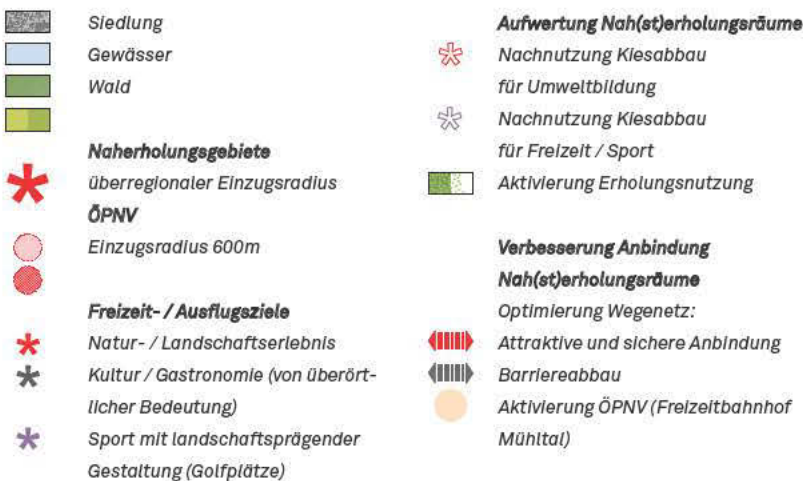 Siedlung
Gewässer
Wald
Naherholungsgebiete
überregionaler Einzugsradius
ÖPNV
Einzugsradius 600m
Freizeit- / Ausflugsziele
Natur- / Landschaftserlebnis
Kultur / Gastronomie (von überört-
licher Bedeutung)
Sport mit landschaftsprägender
Gestaltung (Golfplätze)
Aufwertung Nah(st)erholungsräume
Nachnutzung Kiesabbau
für Umweltbildung
Nachnutzung Kiesabbau
für Freizeit / Sport
Aktivierung Erholungsnutzung
Verbesserung Anbindung
Nah(st)erholungsräume
Optimierung Wegenetz:
Attraktive und sichere Anbindung
Barriereabbau
Aktivierung ÖPNV (Freizeitbahnhof
Mühltal)